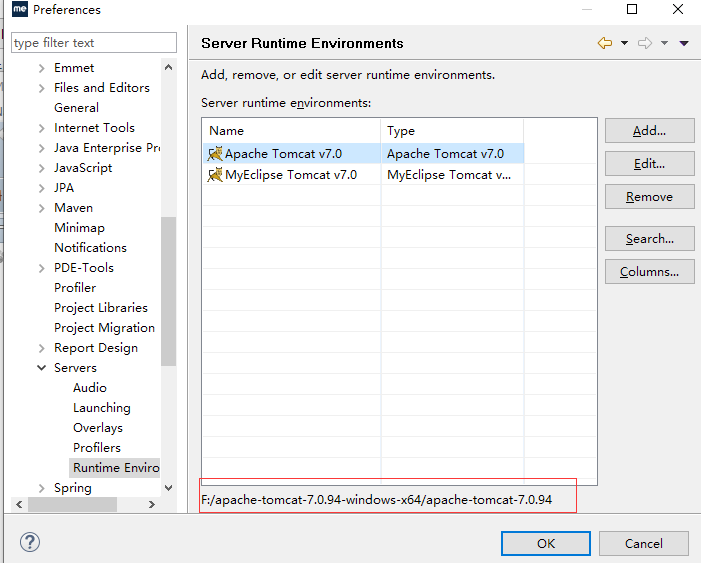 me Preferences
type filter text
Server Runtime Environments
Emmet
Files and Editors
General
Internet Tools
Java Enterprise Pr
JavaScript
JPA
Maven
Minimap
Notifications
PDE-Tools
Profiler
Project Libraries
Project Migration
Report Design
Servers
Audio
Launching
Overlays
Profilers
Runtime Enviro
Spring
Add, remove, or edit server runtime environments.
Server runtime environments:
Name Type
Apache Tomcat v7.0 Apache Tomcat v7.0
MyEclipse Tomcat v7.0 MyEclipse Tomcat v...
Add...
Edit...
Remove
Search...
Columns...
F:/apache-tomcat-7.0.94-windows-x64/apache-tomcat-7.0.94
?
OK Cancel